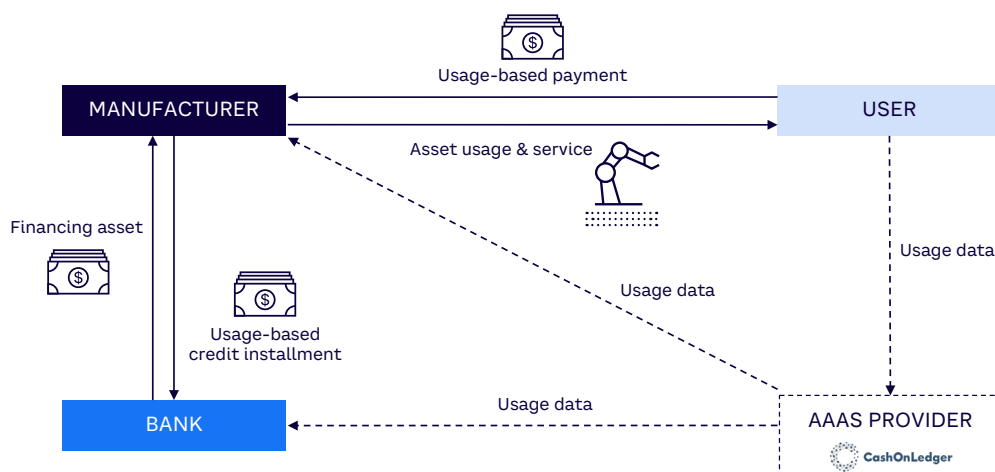 $
Usage-based payment
MANUFACTURER
USER
Asset usage & service
Financing asset
$
Usage data
Usage data
$
Usage-based
credit installment
Usage data
BANK
AAAS PROVIDER
CashOnLedger